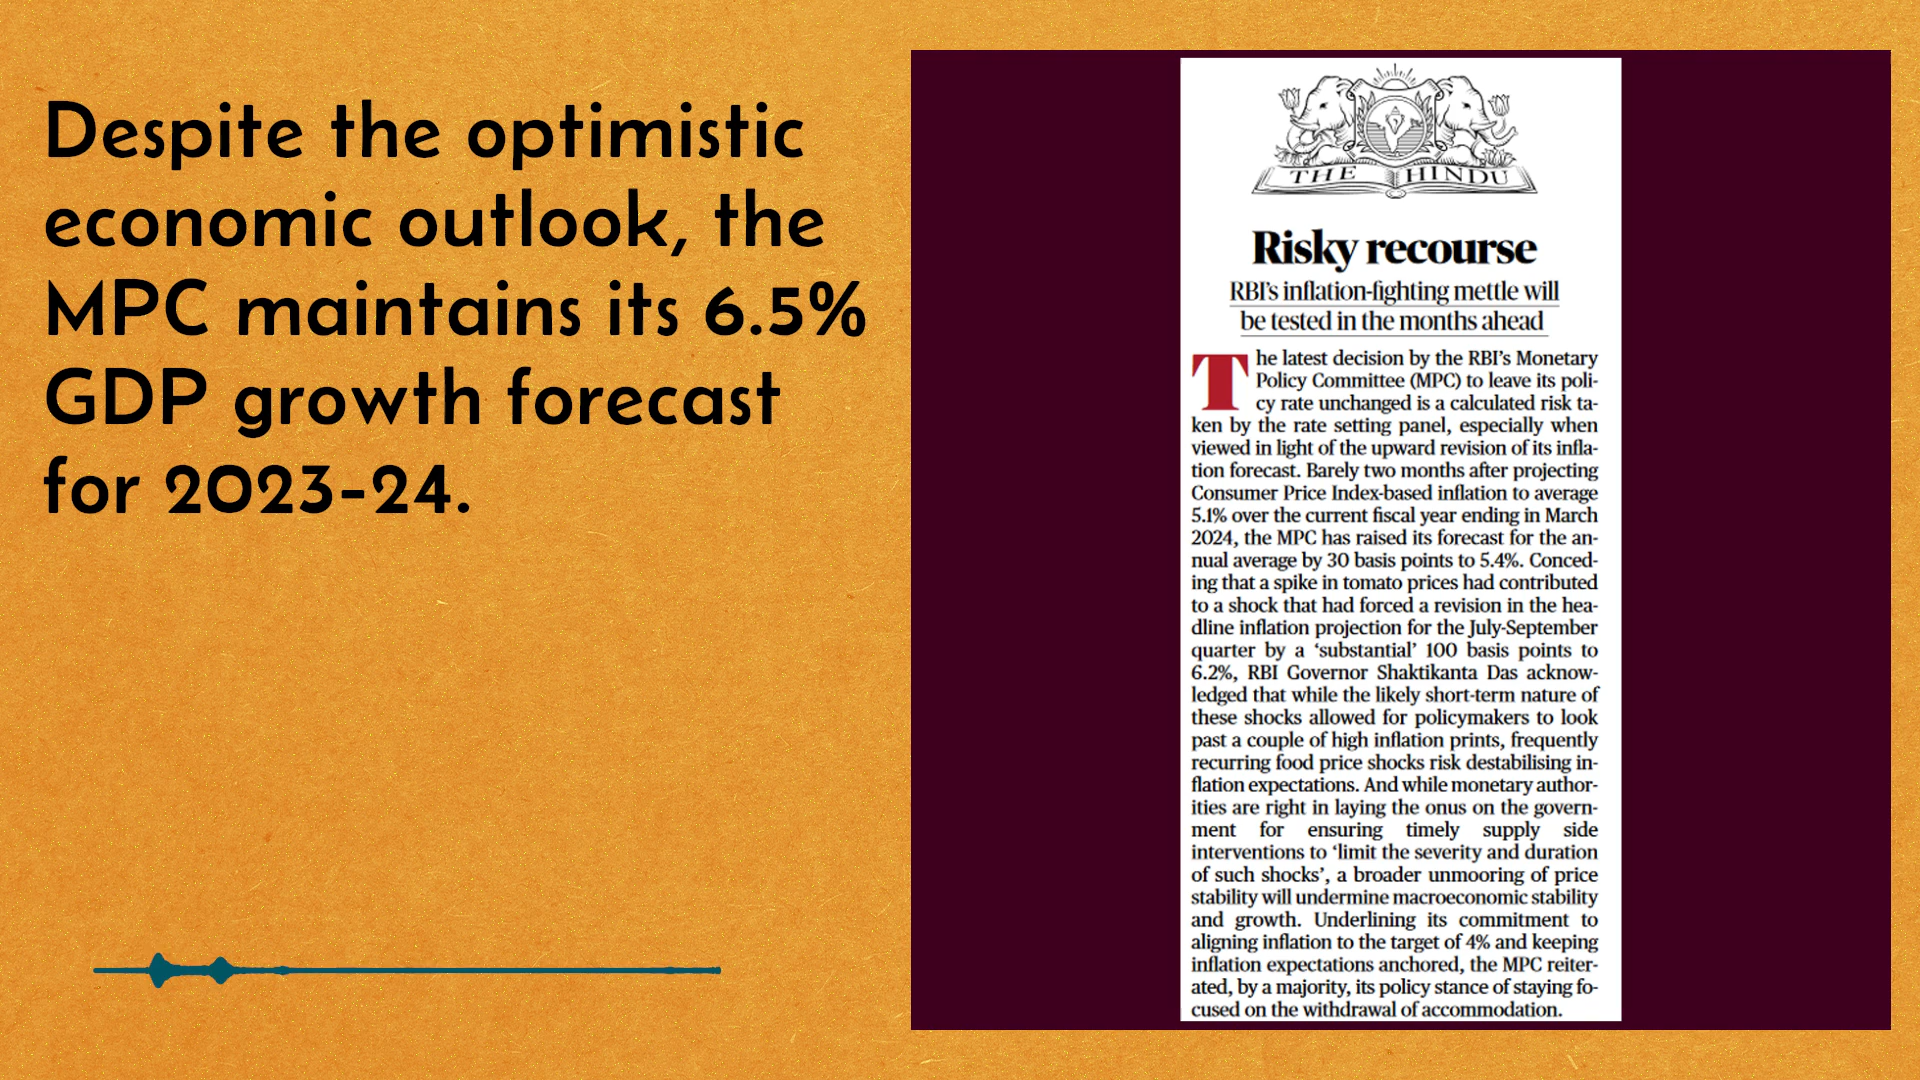 Despite the optimistic
economic outlook, the
MPC maintains its 6.5%
GDP growth forecast
for 2023-24.
THE HINDU
Risky recourse
RBI's inflation-fighting mettle will
be tested in the months ahead
The latest decision by the RBI's Monetary
Policy Committee (MPC) to leave its poli-
cy rate unchanged is a calculated risk ta-
ken by the rate setting panel, especially when
viewed in light of the upward revision of its infla-
tion forecast. Barely two months after projecting
Consumer Price Index-based inflation to average
5.1% over the current fiscal year ending in March
2024, the MPC has raised its forecast for the an-
nual average by 30 basis points to 5.4%. Conced-
ing that a spike in tomato prices had contributed
to a shock that had forced a revision in the hea-
dline inflation projection for the July-September
quarter by a ‘substantial’ 100 basis points to
6.2%, RBI Governor Shaktikanta Das acknow-
ledged that while the likely short-term nature of
these shocks allowed for policymakers to look
past a couple of high inflation prints, frequently
recurring food price shocks risk destabilising in-
flation expectations. And while monetary author-
ities are right in laying the onus on the govern-
ment for ensuring timely supply side
interventions to ‘limit the severity and duration
of such shocks’, a broader unmooring of price
stability will undermine macroeconomic stability
and growth. Underlining its commitment to
aligning inflation to the target of 4% and keeping
inflation expectations anchored, the MPC reiter-
ated, by a majority, its policy stance of staying fo-
cused on the withdrawal of accommodation.